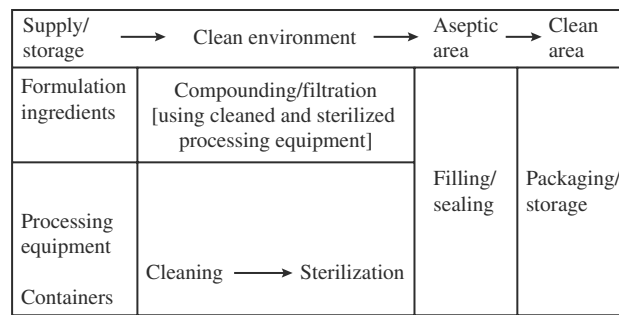 Supply/
storage
Clean environment
Aseptic
area
Clean
area
Formulation
ingredients
Compounding/filtration
[using cleaned and sterilized
processing equipment]
Filling/
sealing
Packaging/
storage
Processing
equipment
Containers
Cleaning
Sterilization